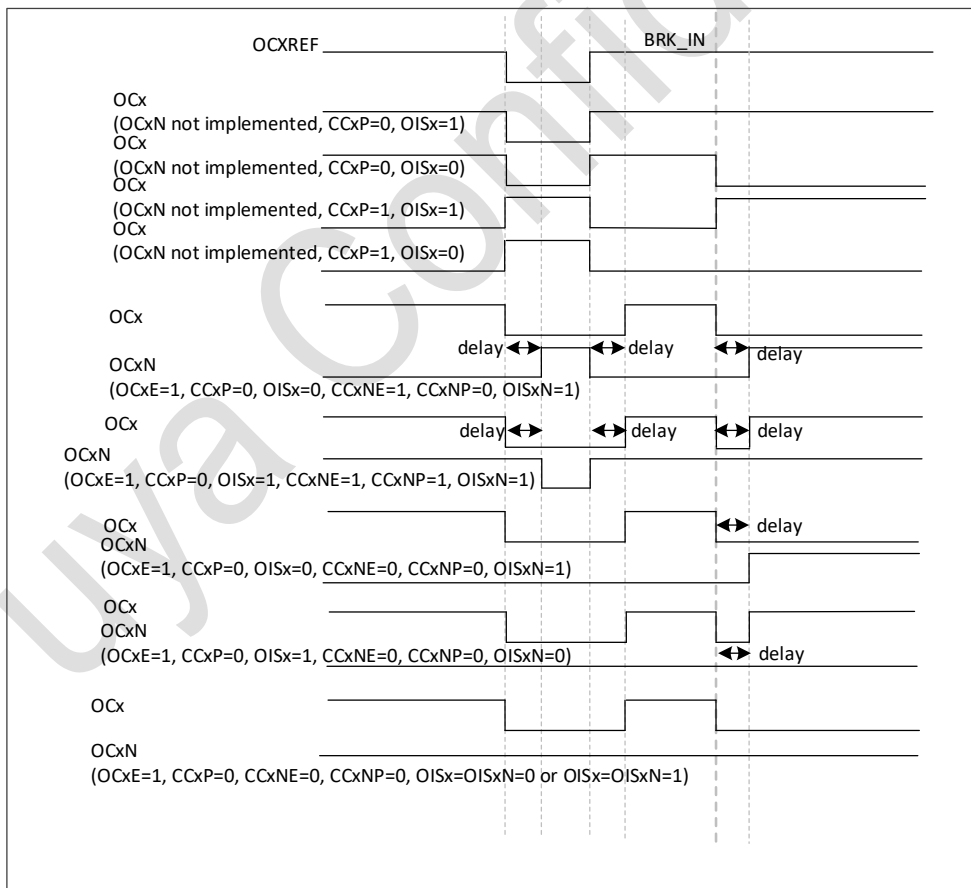 OCXREF
BRK_IN
OCx
(OCxN not implemented, CCxP=0, OISx=1)
OCx
(OCxN not implemented, CCxP=0, OISx=0)
OCx
(OCxN not implemented, CCxP=1, OISx=1)
OCx
(OCxN not implemented, CCxP=1, OISx=0)
OCx
delay delay delay
OCxN
(OCxE=1, CCxP=0, OISx=0, CCxNE=1, CCxNP=0, OISxN=1)
OCx
delay delay delay
OCxN
(OCxE=1, CCxP=0, OISx=1, CCxNE=1, CCxNP=1, OISxN=1)
OCx
delay
OCxN
(OCxE=1, CCxP=0, OISx=0, CCxNE=0, CCxNP=0, OISxN=1)
OCx
OCxN
(OCxE=1, CCxP=0, OISx=1, CCxNE=0, CCxNP=0, OISxN=0)
delay
OCx
OCxN
(OCxE=1, CCxP=0, CCxNE=0, CCxNP=0, OISx=OISxN=0 or OISx=OISxN=1)
uya Confid